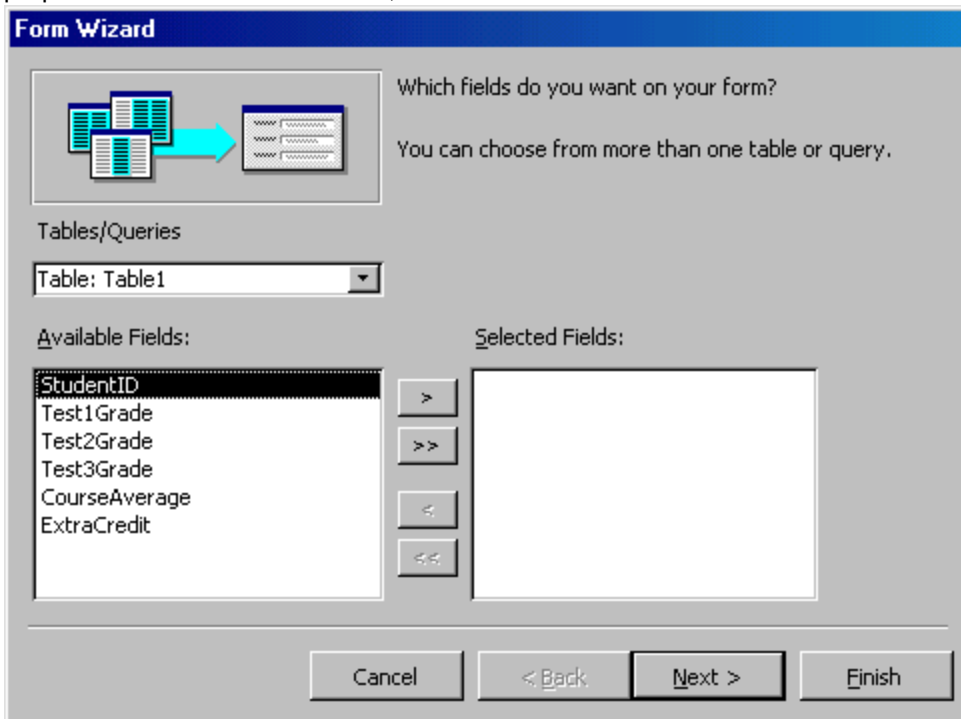 Form Wizard
Which fields do you want on your form?
You can choose from more than one table or query.
Tables/Queries
Table: Table1
Available Fields:
Selected Fields:
StudentID
Test1Grade
Test2Grade
Test3Grade
CourseAverage
ExtraCredit
>
>>
<
<<
Cancel
< Back
Next >
Finish